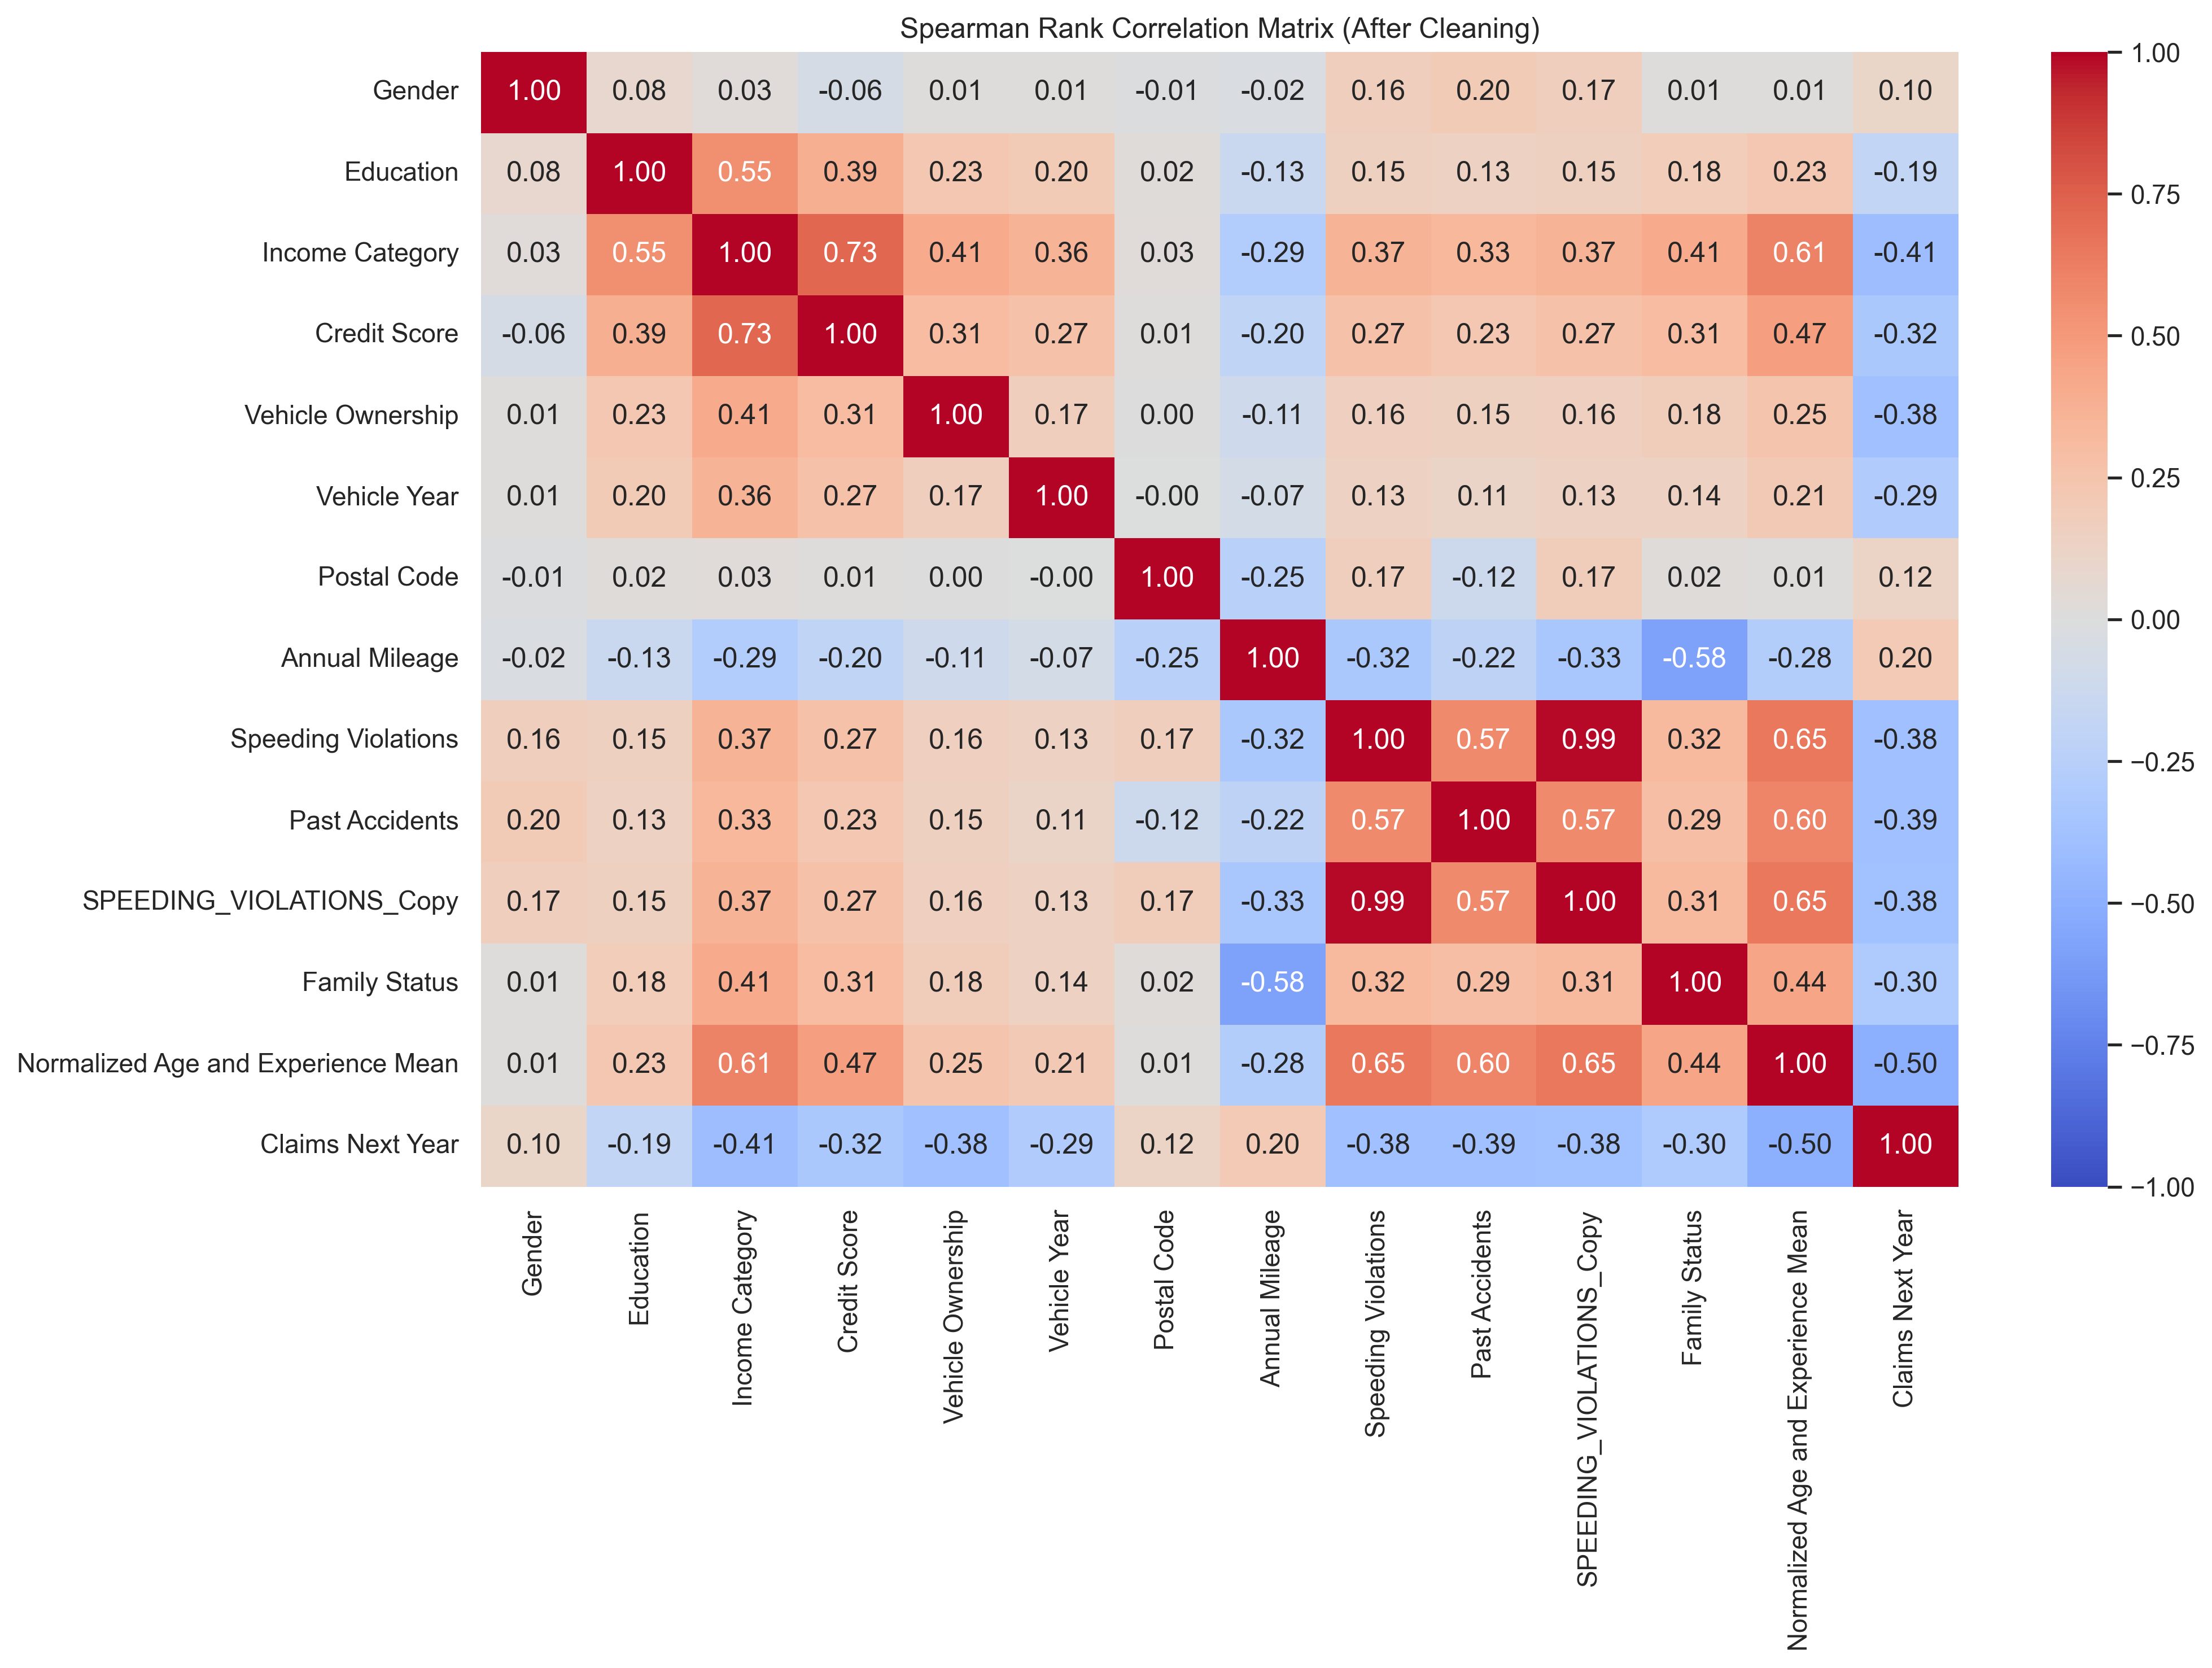 Spearman Rank Correlation Matrix (After Cleaning)
Gender 1.00 0.08 0.03 -0.06 0.01 0.01 -0.01 -0.02 0.16 0.20 0.17 0.01 0.01 0.10
Education 0.08 1.00 0.55 0.39 0.23 0.20 0.02 -0.13 0.15 0.13 0.15 0.18 0.23 -0.19
Income Category 0.03 0.55 1.00 0.73 0.41 0.36 0.03 -0.29 0.37 0.33 0.37 0.41 0.61 -0.41
Credit Score -0.06 0.39 0.73 1.00 0.31 0.27 0.01 -0.20 0.27 0.23 0.27 0.31 0.47 -0.32
Vehicle Ownership 0.01 0.23 0.41 0.31 1.00 0.17 0.00 -0.11 0.16 0.15 0.16 0.18 0.25 -0.38
Vehicle Year 0.01 0.20 0.36 0.27 0.17 1.00 -0.00 -0.07 0.13 0.11 0.13 0.14 0.21 -0.29
Postal Code -0.01 0.02 0.03 0.01 0.00 -0.00 1.00 -0.25 0.17 -0.12 0.17 0.02 0.01 0.12
Annual Mileage -0.02 -0.13 -0.29 -0.20 -0.11 -0.07 -0.25 1.00 -0.32 -0.22 -0.33 -0.58 -0.28 0.20
Speeding Violations 0.16 0.15 0.37 0.27 0.16 0.13 0.17 -0.32 1.00 0.57 0.99 0.32 0.65 -0.38
Past Accidents 0.20 0.13 0.33 0.23 0.15 0.11 -0.12 -0.22 0.57 1.00 0.57 0.29 0.60 -0.39
SPEEDING_VIOLATIONS_Copy 0.17 0.15 0.37 0.27 0.16 0.13 0.17 -0.33 0.99 0.57 1.00 0.31 0.65 -0.38
Family Status 0.01 0.18 0.41 0.31 0.18 0.14 0.02 -0.58 0.32 0.29 0.31 1.00 0.44 -0.30
Normalized Age and Experience Mean 0.01 0.23 0.61 0.47 0.25 0.21 0.01 -0.28 0.65 0.60 0.65 0.44 1.00 -0.50
Claims Next Year 0.10 -0.19 -0.41 -0.32 -0.38 -0.29 0.12 0.20 -0.38 -0.39 -0.38 -0.30 -0.50 1.00
Gender
Education
Income Category
Credit Score
Vehicle Ownership
Vehicle Year
Postal Code
Annual Mileage
Speeding Violations
Past Accidents
SPEEDING_VIOLATIONS_Copy
Family Status
Normalized Age and Experience Mean
Claims Next Year
1.00
0.75
0.50
0.25
0.00
−0.25
−0.50
−0.75
−1.00